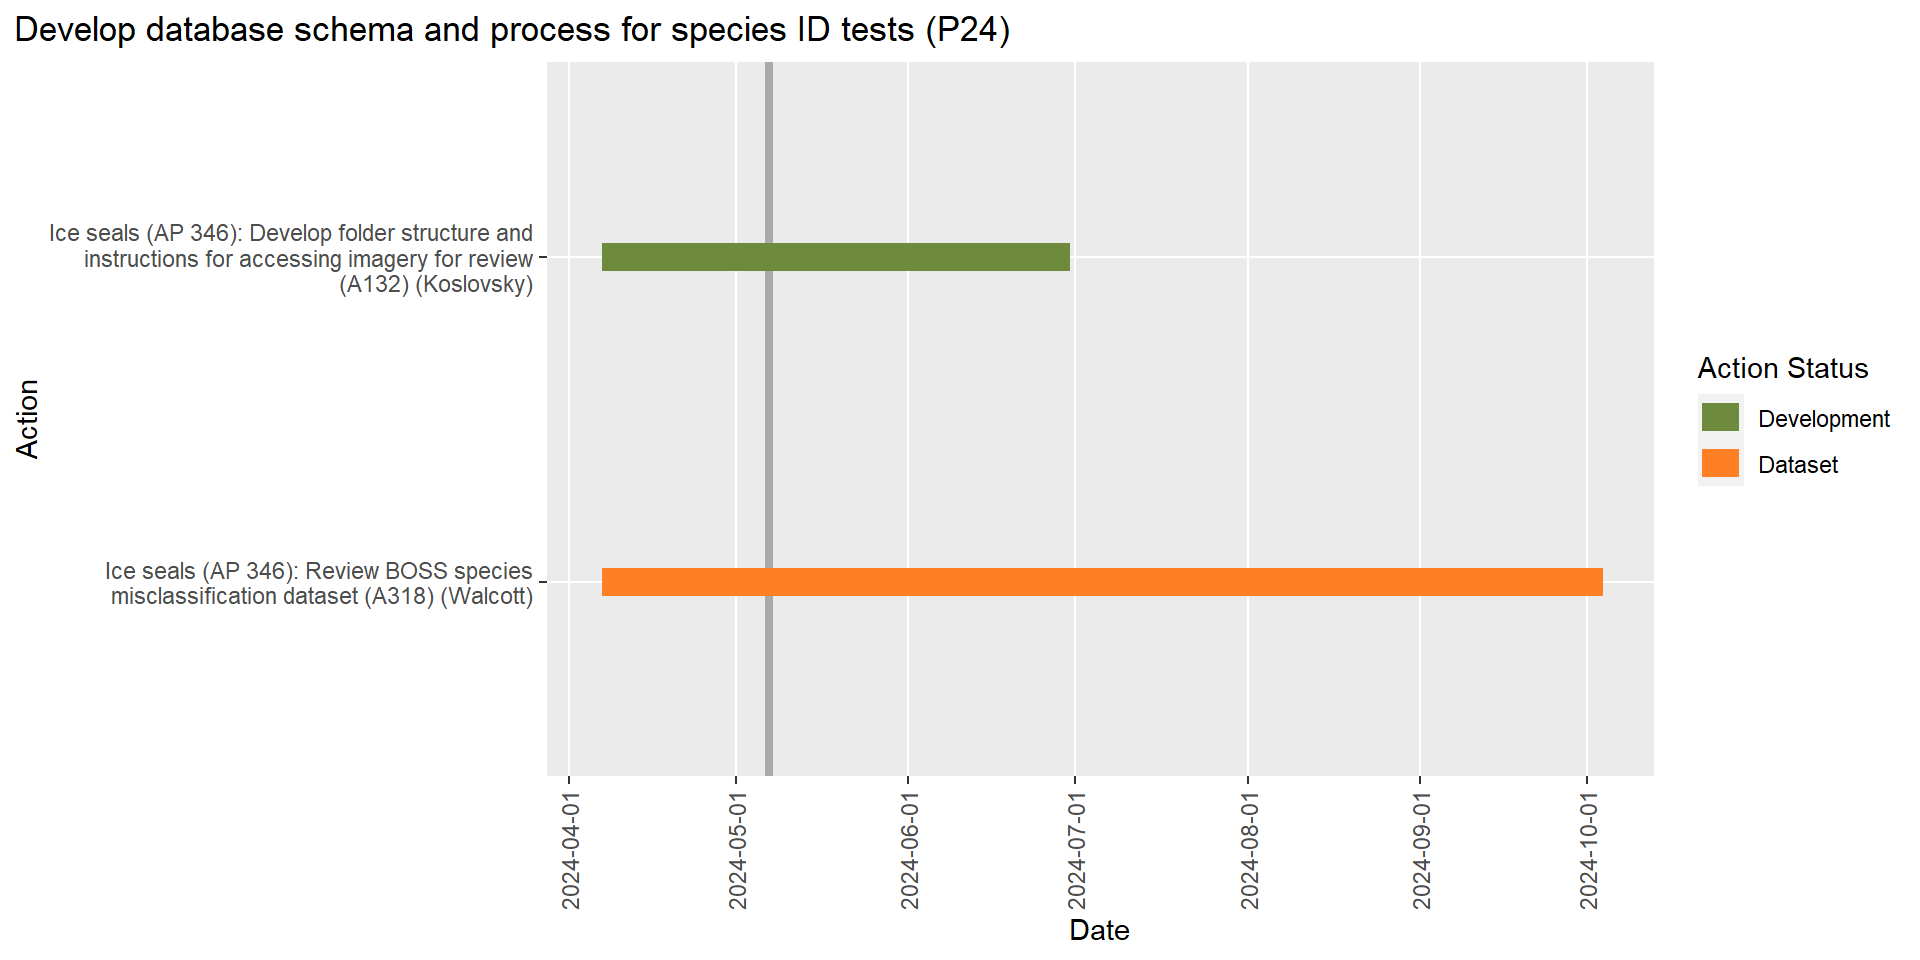 Develop database schema and process for species ID tests (P24)
Ice seals (AP 346): Develop folder structure and
instructions for accessing imagery for review
(A132) (Koslovsky)
Action
Ice seals (AP 346): Review BOSS species
misclassification dataset (A318) (Walcott)
2024-04-01
2024-05-01
2024-06-01
2024-07-01
2024-08-01
2024-09-01
2024-10-01
Date
Action Status
Development
Dataset